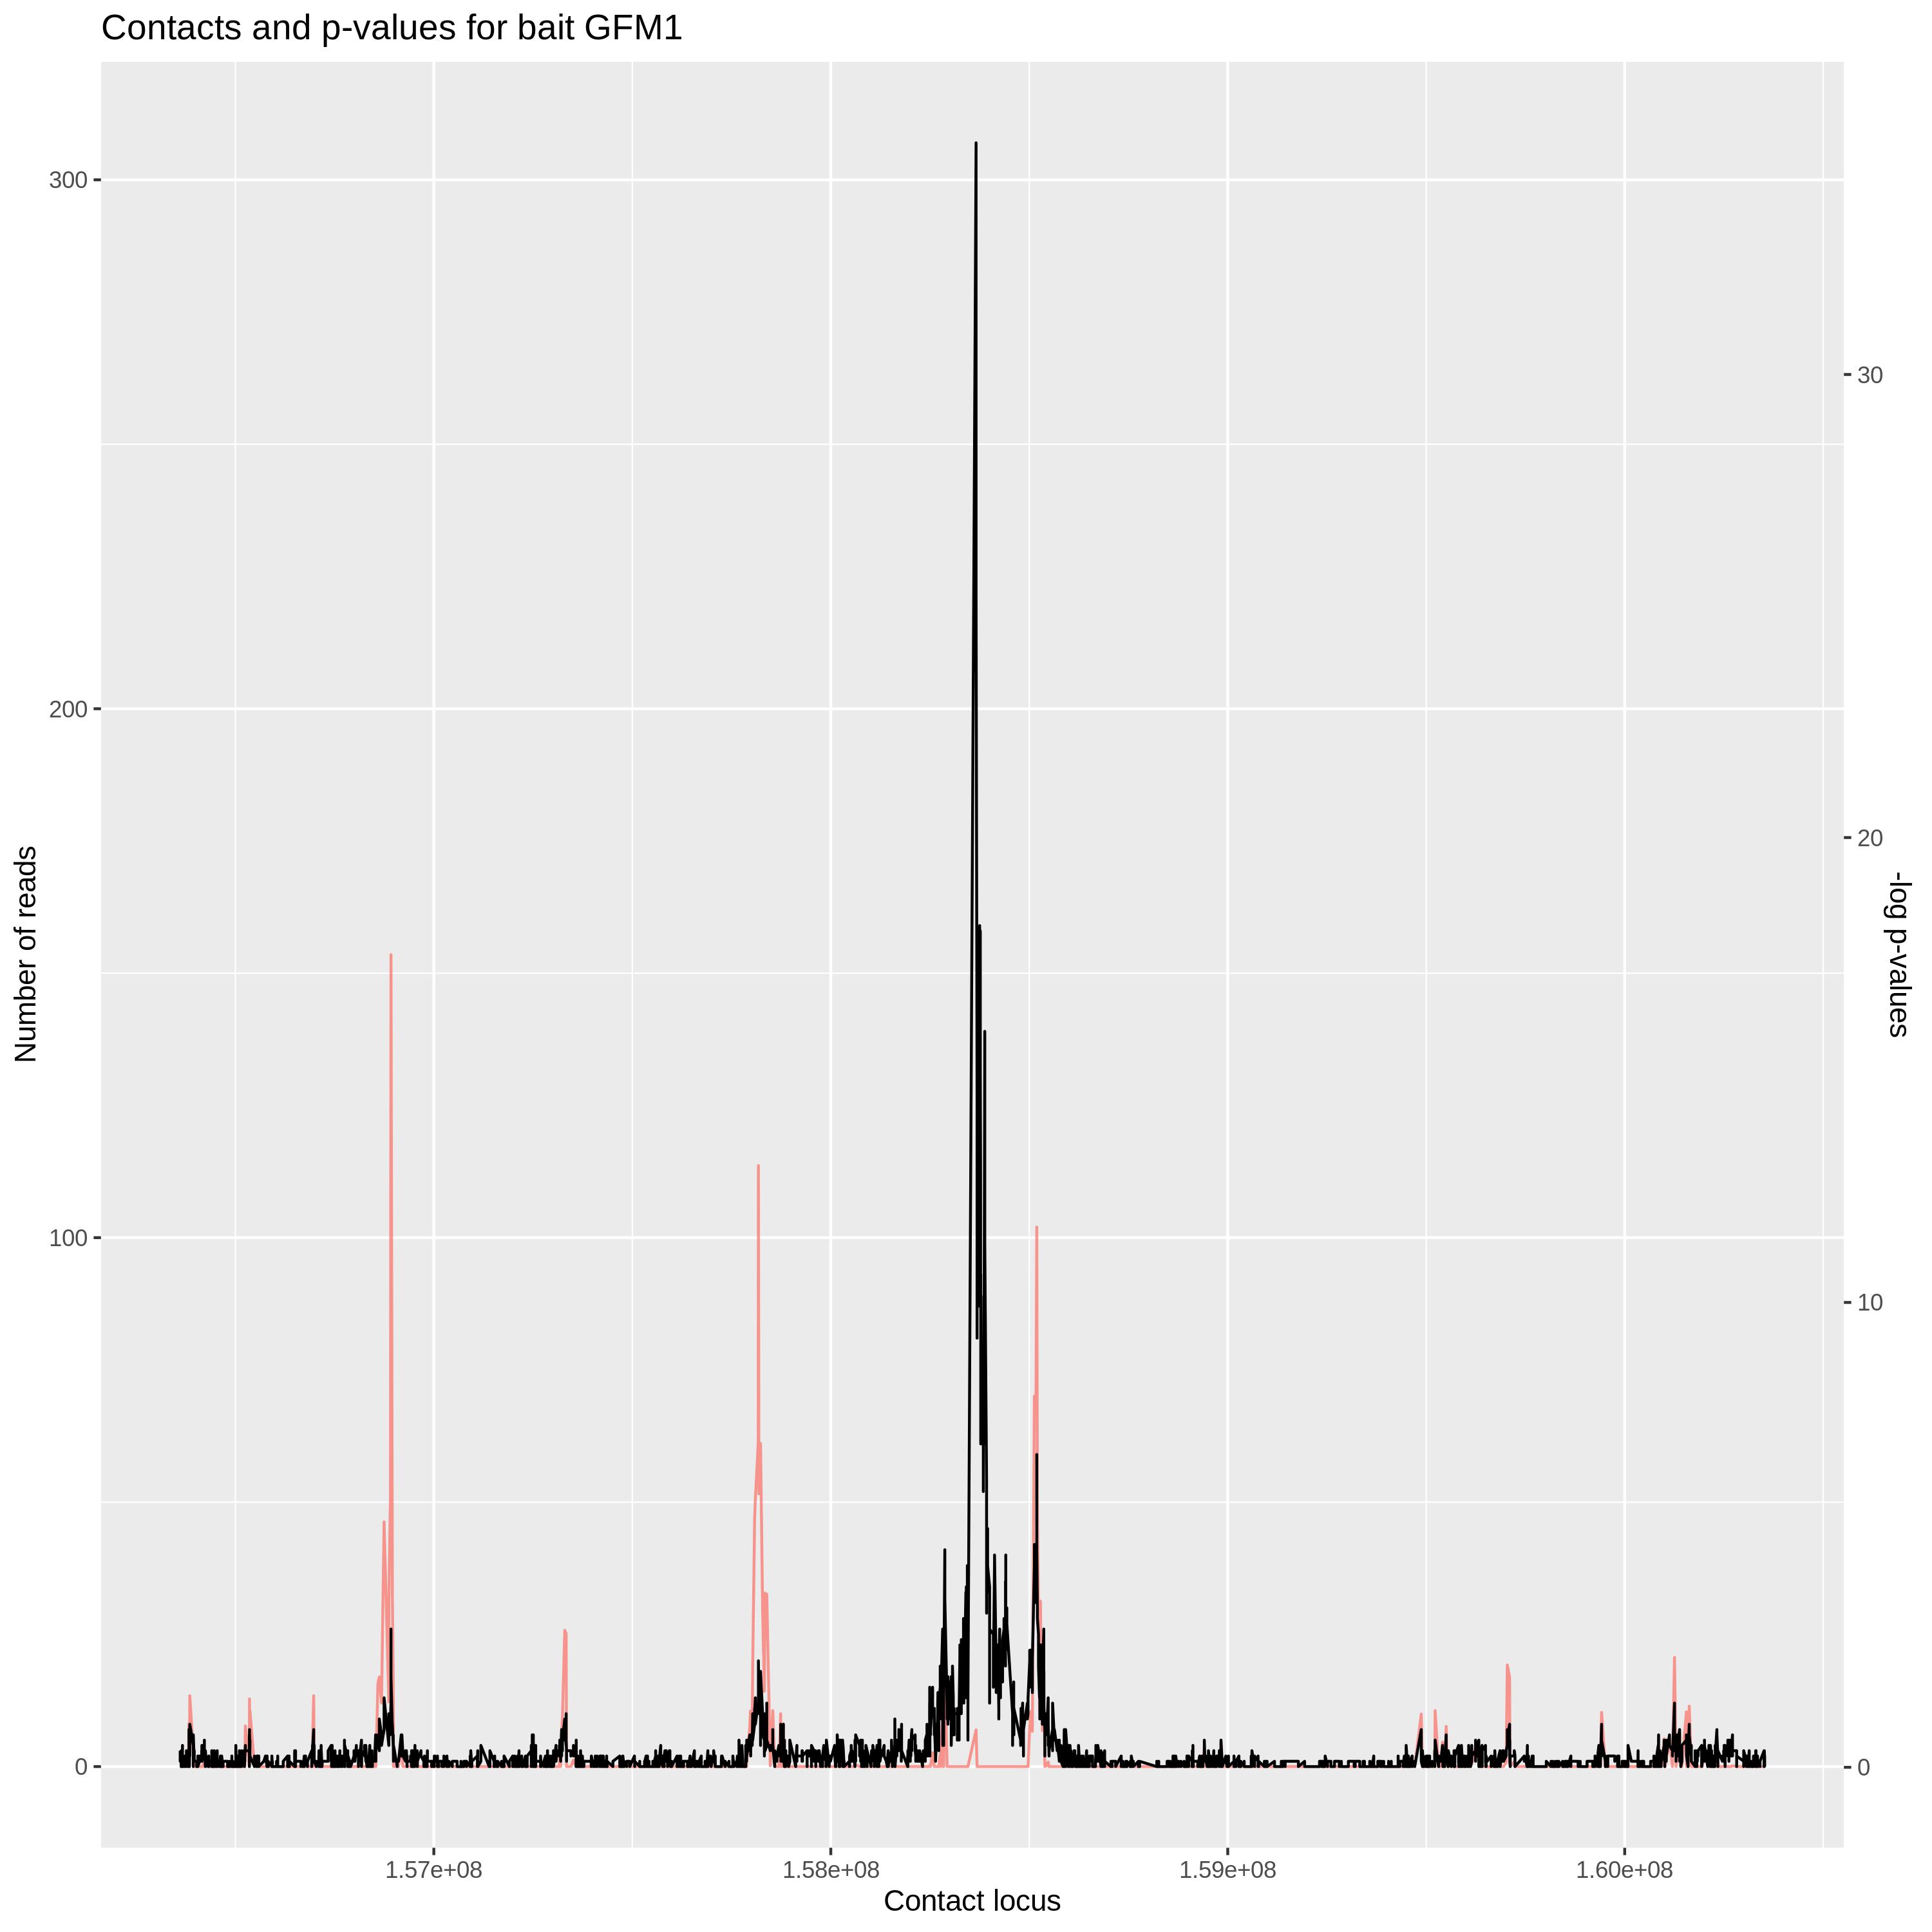 Contacts and p-values for bait GFM1
300
200
100
0
Number of reads
30
20
10
0
-log p-values
1.57e+08
1.58e+08
1.59e+08
1.60e+08
Contact locus